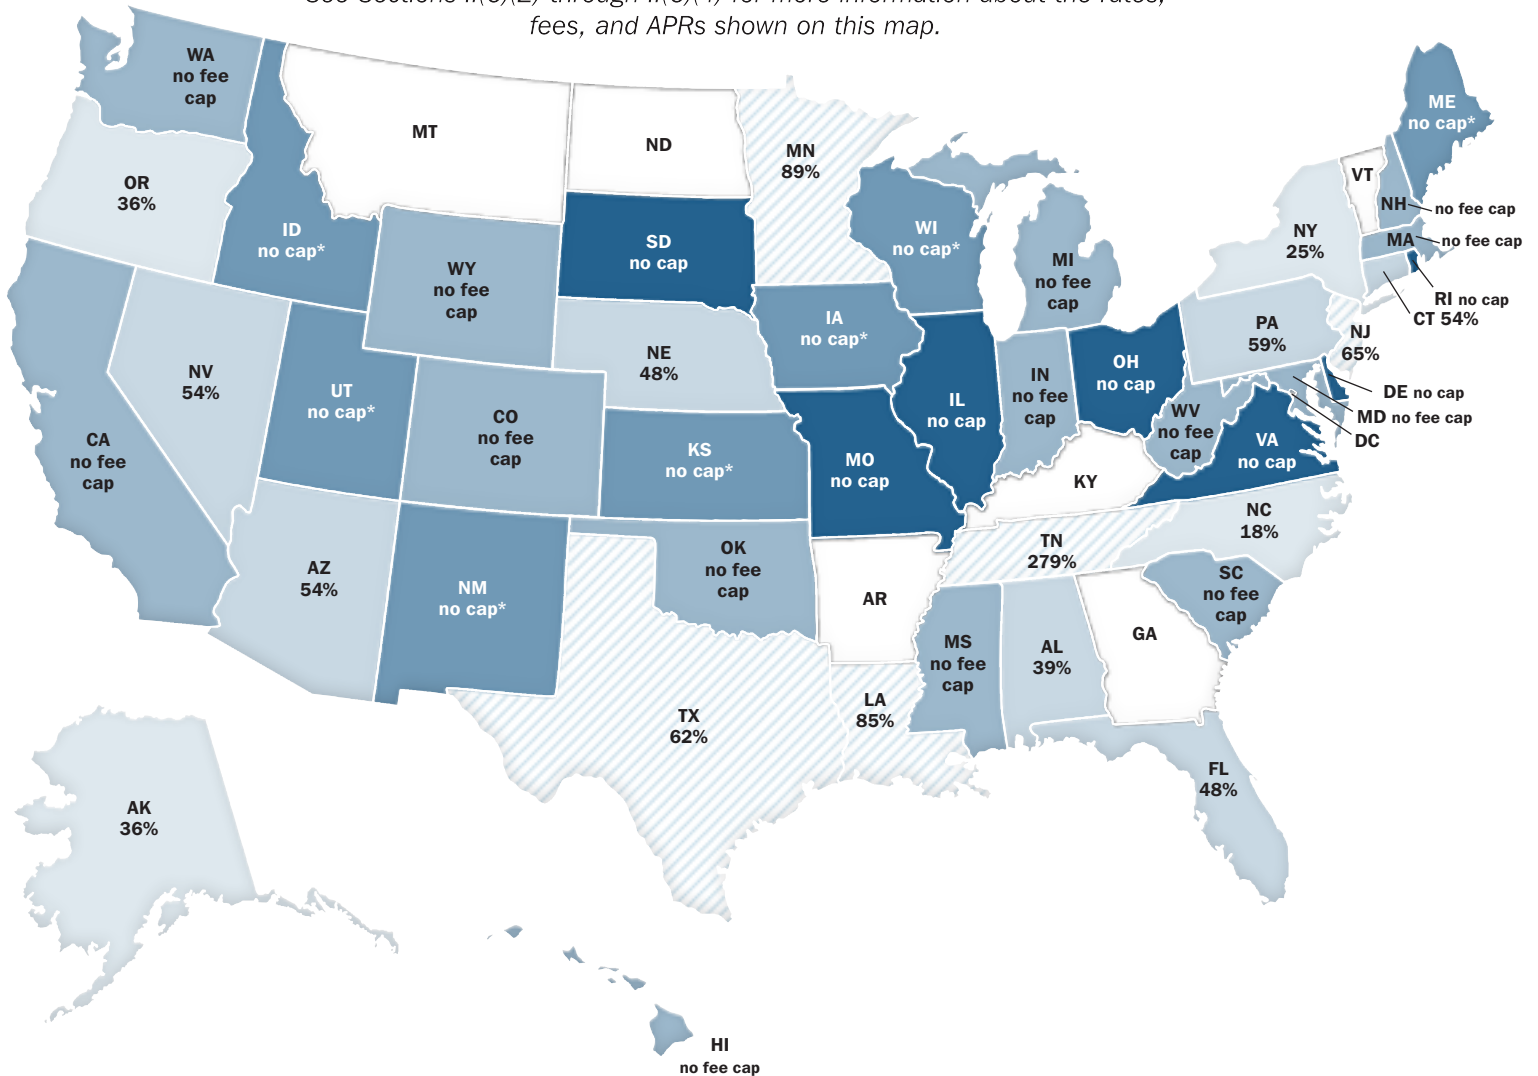 fees, and APRs shown on this map.
WA
no fee
cap
MT
ND
MN
89%
ME
no cap*
OR
36%
ID
no cap*
SD
no cap
WI
no cap*
VT
NH
no fee cap
NY
25%
MA
no fee cap
WY
no fee
cap
MI
no fee
cap
RI no cap
CT 54%
IA
no cap*
PA
59%
NJ
65%
NE
48%
NV
54%
UT
no cap*
OH
no cap
IN
no fee
cap
IL
no cap
DE no cap
MD no fee cap
DC
CO
no fee
cap
WV
no fee
cap
VA
no cap
CA
no fee
cap
KS
no cap*
MO
no cap
KY
NC
18%
TN
279%
OK
no fee
cap
AZ
54%
NM
no cap*
AR
SC
no fee
cap
GA
MS
no fee
cap
AL
39%
TX
62%
LA
85%
FL
48%
AK
36%
HI
no fee cap